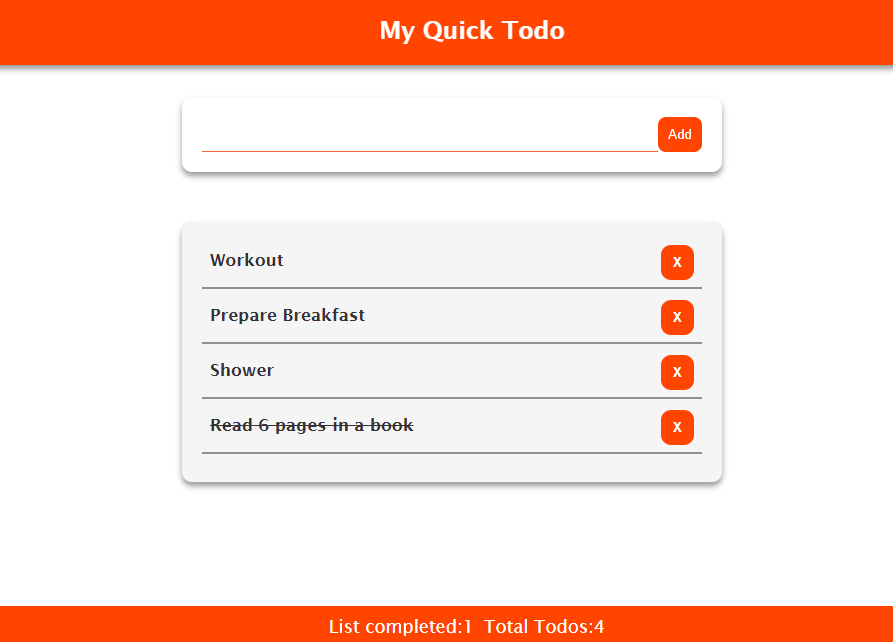 My Quick Todo
Add
Workout X
Prepare Breakfast X
Shower X
Read 6 pages in a book X
List completed:1 Total Todos:4